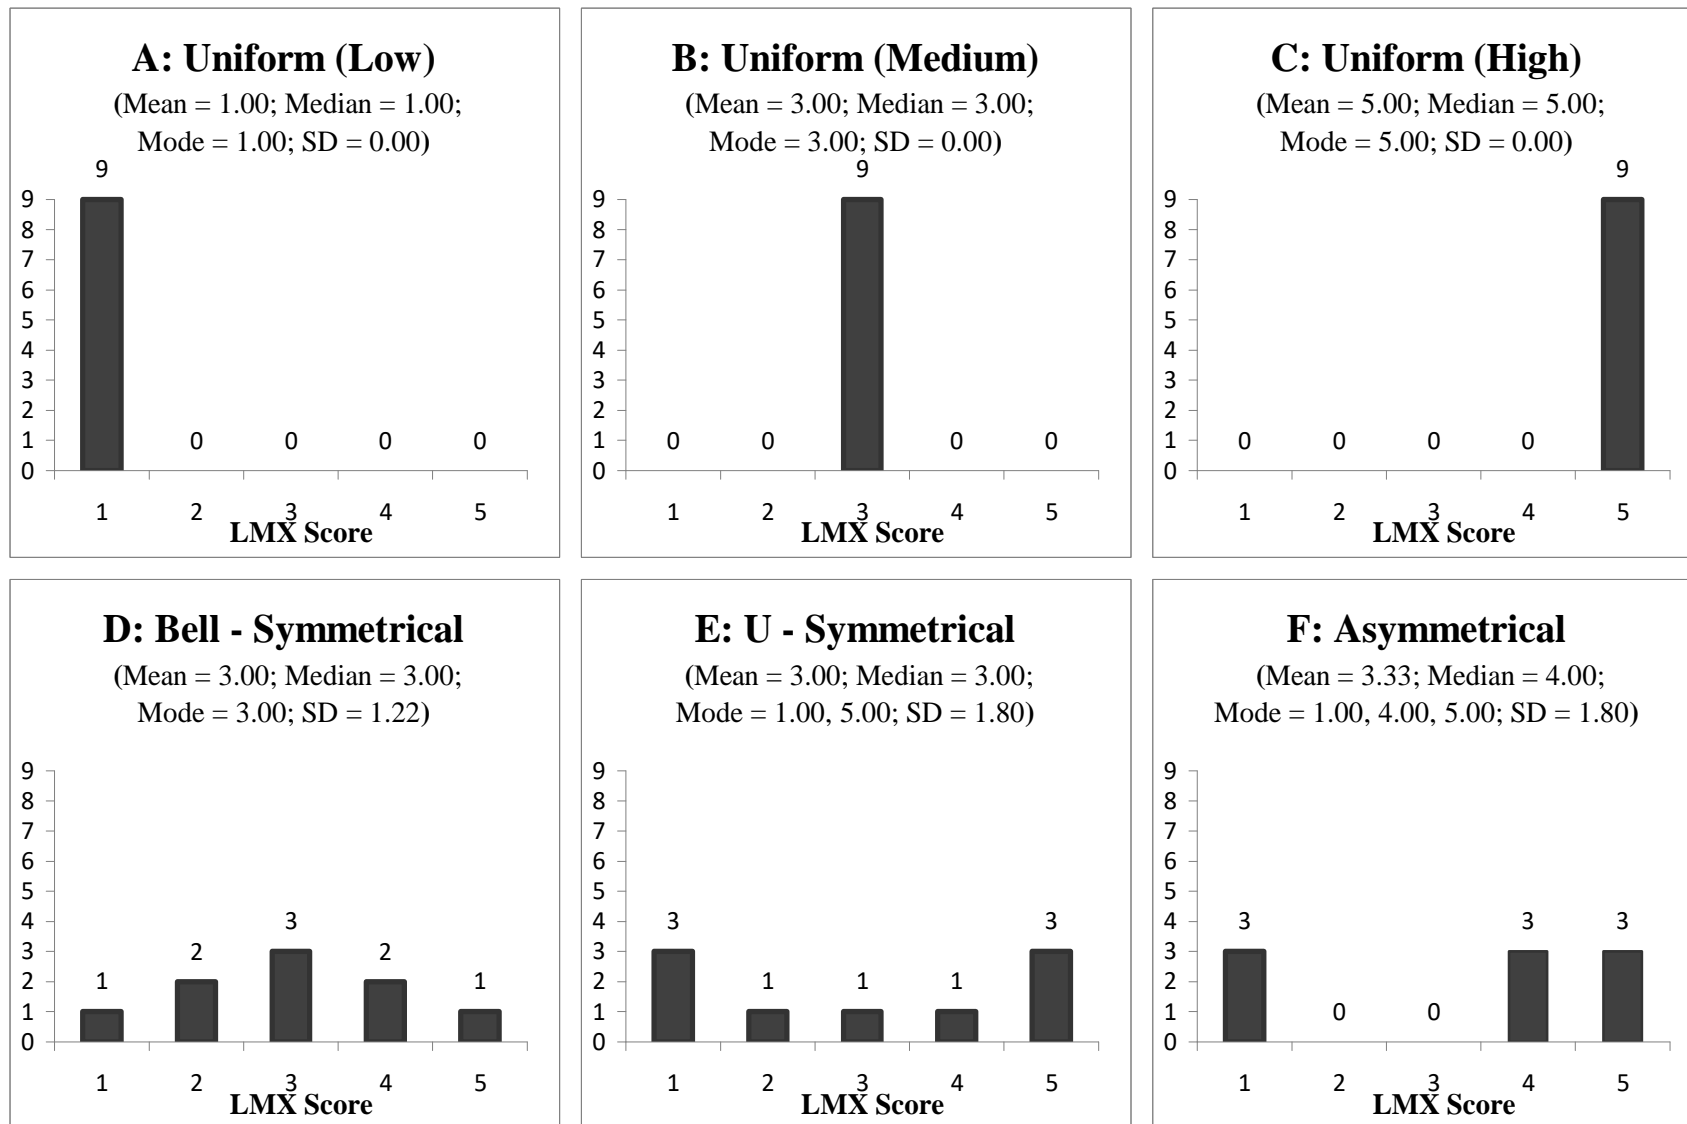 A: Uniform (Low)
(Mean = 1.00; Median = 1.00;
Mode = 1.00; SD = 0.00)
9
9
8
7
6
5
4
3
2
1
0
0 0 0 0
1 2 3 4 5
LMX Score
B: Uniform (Medium)
(Mean = 3.00; Median = 3.00;
Mode = 3.00; SD = 0.00)
9
9
8
7
6
5
4
3
2
1
0
0 0 0 0
1 2 3 4 5
LMX Score
C: Uniform (High)
(Mean = 5.00; Median = 5.00;
Mode = 5.00; SD = 0.00)
9
9
8
7
6
5
4
3
2
1
0
0 0 0 0
1 2 3 4 5
LMX Score
D: Bell - Symmetrical
(Mean = 3.00; Median = 3.00;
Mode = 3.00; SD = 1.22)
9
8
7
6
5
4
3
2
1
0
1 2 3 2 1
1 2 3 4 5
LMX Score
E: U - Symmetrical
(Mean = 3.00; Median = 3.00;
Mode = 1.00, 5.00; SD = 1.80)
9
8
7
6
5
4
3
2
1
0
3 1 1 1 3
1 2 3 4 5
LMX Score
F: Asymmetrical
(Mean = 3.33; Median = 4.00;
Mode = 1.00, 4.00, 5.00; SD = 1.80)
9
8
7
6
5
4
3
2
1
0
3 0 0 3 3
1 2 3 4 5
LMX Score